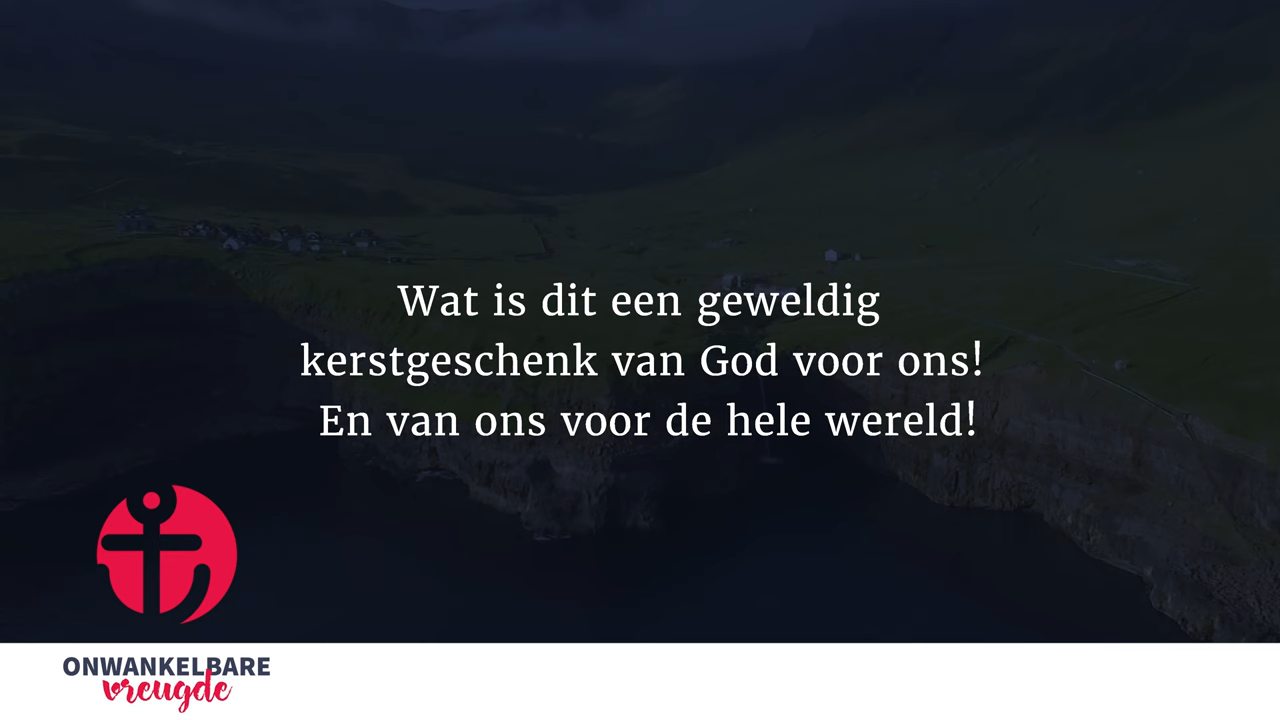 Wat is dit een geweldig
kerstgeschenk van God voor ons!
En van ons voor de hele wereld!
ONWANKELBARE
vreugde